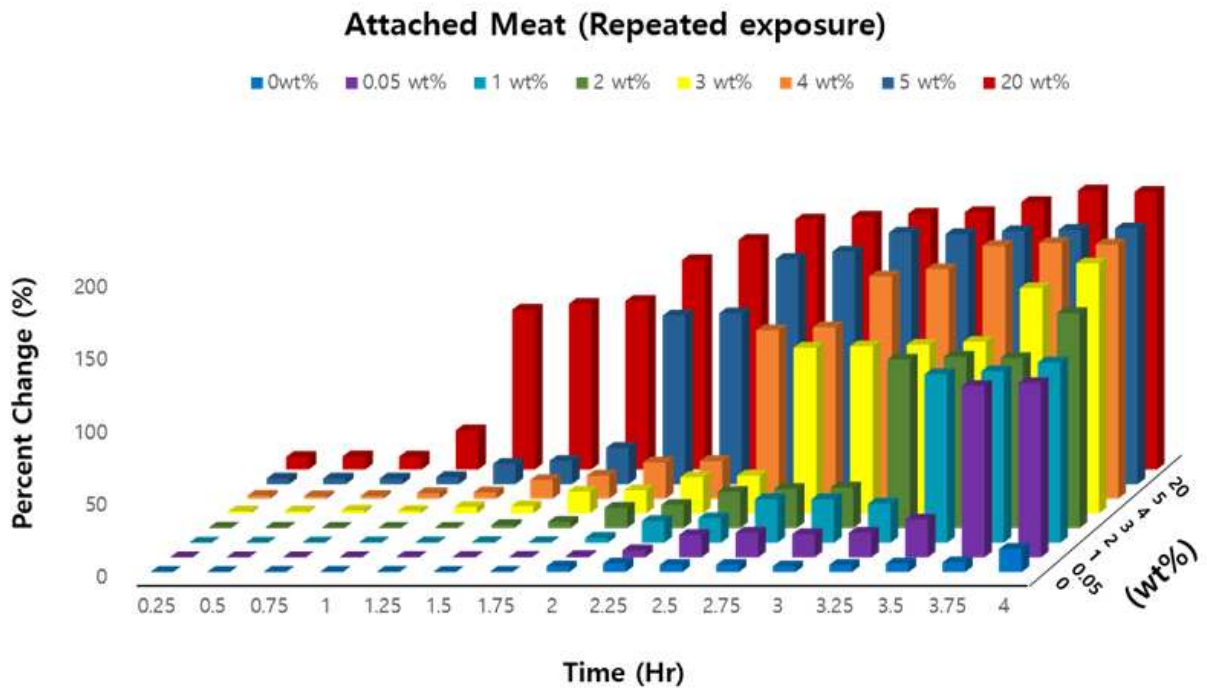 Attached Meat (Repeated exposure)
0wt% 0.05 wt% 1 wt% 2 wt% 3 wt% 4 wt% 5 wt% 20 wt%
Percent Change (%)
200
150
100
50
0
0.25 0.5 0.75 1 1.25 1.5 1.75 2 2.25 2.5 2.75 3 3.25 3.5 3.75 4
Time (Hr)
20
5
4
3
2
1
0.05
0
(wt%)